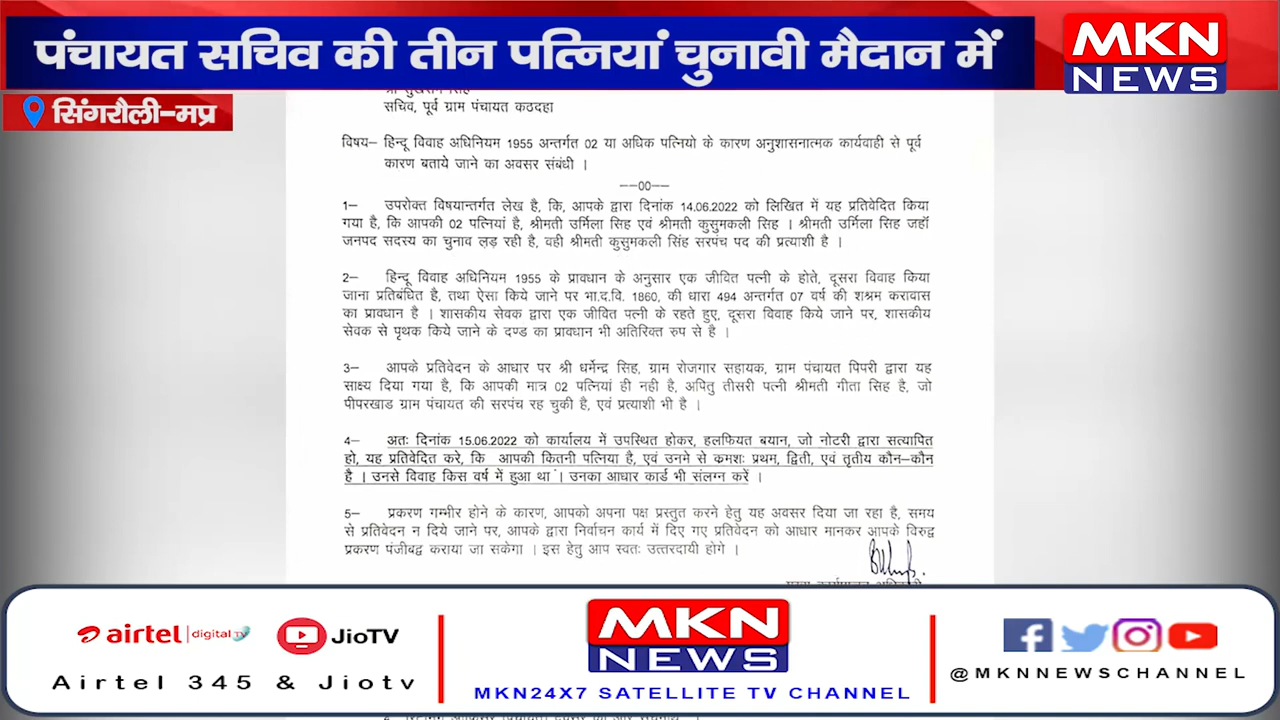 पंचायत सचिव की तीन पत्नियां चुनावी मैदान में
MKN
NEWS
सिंगरौली-मप्र
सचिव, पूर्व ग्राम पंचायत कठदहा
विषय– हिन्दू विवाह अधिनियम 1955 अन्तर्गत 02 या अधिक पत्नियो के कारण अनुशासनात्मक कार्यवाही से पूर्व
कारण बताये जाने का अवसर संबंधी ।
––00––
1– उपरोक्त विषयान्तर्गत लेख है, कि, आपके द्वारा दिनांक 14.06.2022 को लिखित में यह प्रतिवेदित किया
गया है, कि आपकी 02 पत्नियां है, श्रीमती उर्मिला सिह एवं श्रीमती कुसुमकली सिह । श्रीमती उर्मिला सिह जहाॅ
जनपद सदस्य का चुनाव लड़ रही है, वही श्रीमती कुसुमकली सिंह सरपंच पद की प्रत्याशी है ।
2– हिन्दू विवाह अधिनियम 1955 के प्रावधान के अनुसार एक जीवित पत्नी के होते, दूसरा विवाह किया
जाना प्रतिबंधित है, तथा ऐसा किये जाने पर भा.द.वि. 1860, की धारा 494 अन्तर्गत 07 वर्ष की शश्रम करावास
का प्रावधान है । शासकीय सेवक द्वारा एक जीवित पत्नी के रहते हुए, दूसरा विवाह किये जाने पर, शासकीय
सेवक से पृथक किये जाने के दण्ड का प्रावधान भी अतिरिक्त रुप से है ।
3– आपके प्रतिवेदन के आधार पर श्री धर्मेन्द्र सिह, ग्राम रोजगार सहायक, ग्राम पंचायत पिपरी द्वारा यह
साक्ष्य दिया गया है, कि आपकी मात्र 02 पत्नियां ही नही है, अपितु तीसरी पत्नी श्रीमती गीता सिह है, जो
पीपरखाड ग्राम पंचायत की सरपंच रह चुकी है, एवं प्रत्याशी भी है ।
4– अतः दिनांक 15.06.2022 को कार्यालय में उपस्थित होकर, हलफियत बयान, जो नोटरी द्वारा सत्यापित
हो, यह प्रतिवेदित करे, कि आपकी कितनी पत्निया है, एवं उनमे से क्रमशः प्रथम, द्विती, एवं तृतीय कौन–कौन
है । उनसे विवाह किस वर्ष में हुआ था । उनका आधार कार्ड भी संलग्न करें ।
5– प्रकरण गम्भीर होने के कारण, आपको अपना पक्ष प्रस्तुत करने हेतु यह अवसर दिया जा रहा है, समय
से प्रतिवेदन न दिये जाने पर, आपके द्वारा निर्वाचन कार्य में दिए गए प्रतिवेदन को आधार मानकर आपके विरुद्व
प्रकरण पंजीबद्व कराया जा सकेगा । इस हेतु आप स्वतः उत्तरदायी होगे ।
airtel digital TV
JioTV
Airtel 345 & Jiotv
MKN
NEWS
MKN24X7 SATELLITE TV CHANNEL
@MKNNEWSCHANNEL